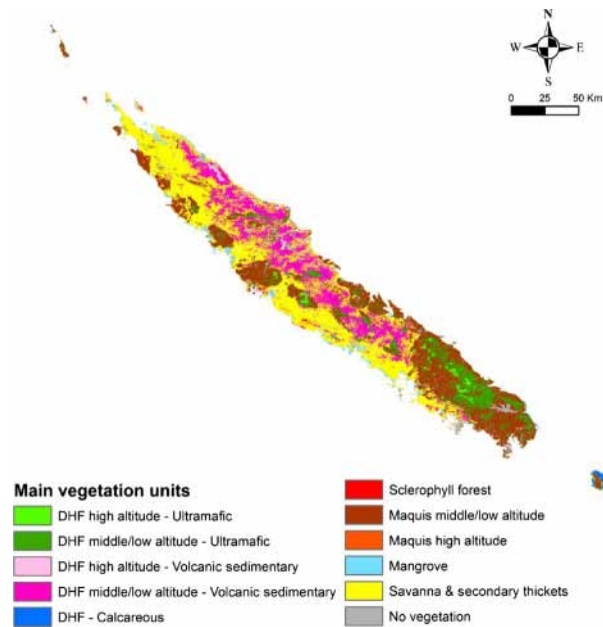 N
W E
S
0 25 50 Km
Main vegetation units
DHF high altitude - Ultramafic
DHF middle/low altitude - Ultramafic
DHF high altitude - Volcanic sedimentary
DHF middle/low altitude - Volcanic sedimentary
DHF - Calcareous
Sclerophyll forest
Maquis middle/low altitude
Maquis high altitude
Mangrove
Savanna & secondary thickets
No vegetation